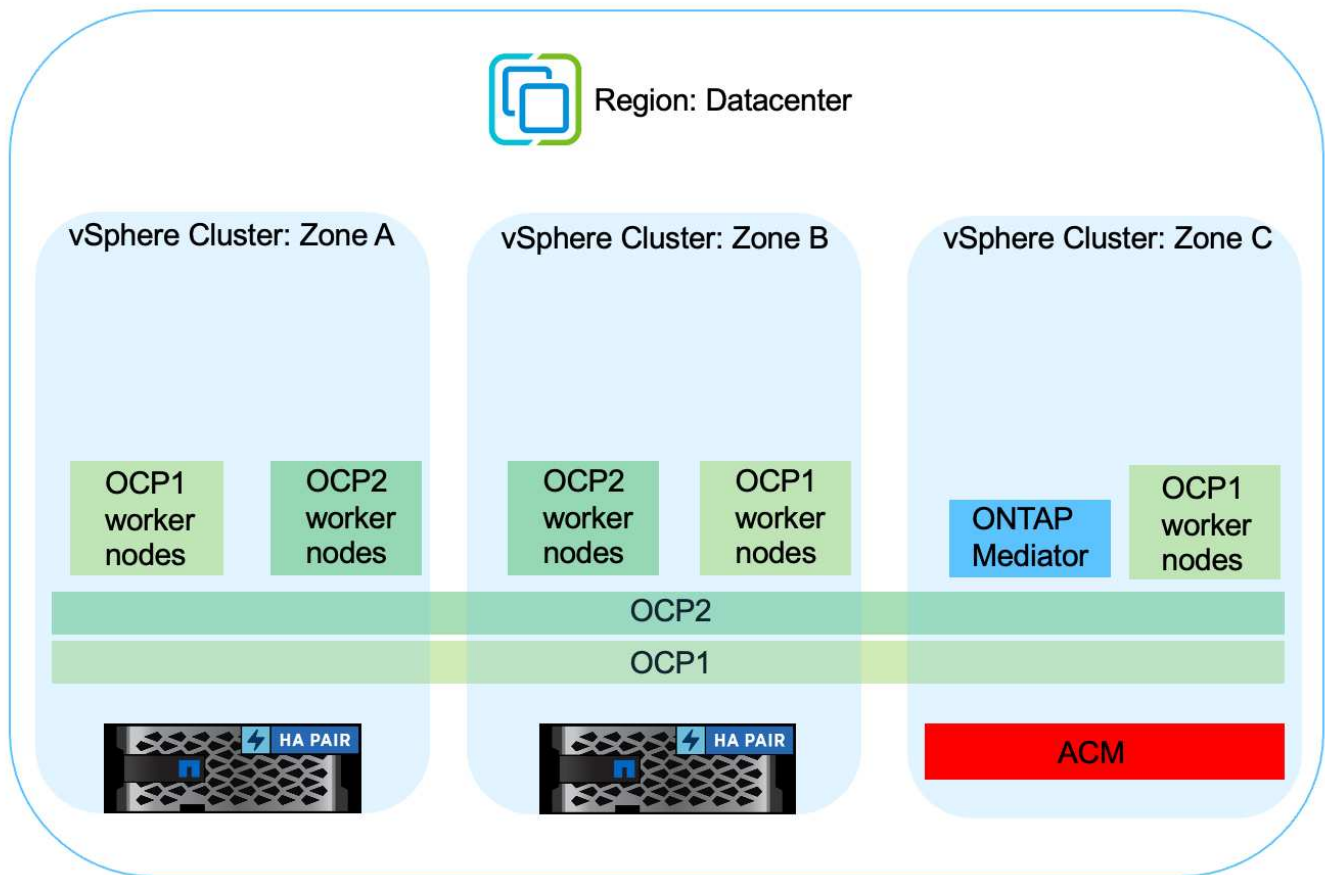 Region: Datacenter
vSphere Cluster: Zone A
vSphere Cluster: Zone B
vSphere Cluster: Zone C
OCP1
worker
nodes
OCP2
worker
nodes
OCP2
worker
nodes
OCP1
worker
nodes
ONTAP
Mediator
OCP1
worker
nodes
OCP2
OCP1
HA PAIR
HA PAIR
ACM